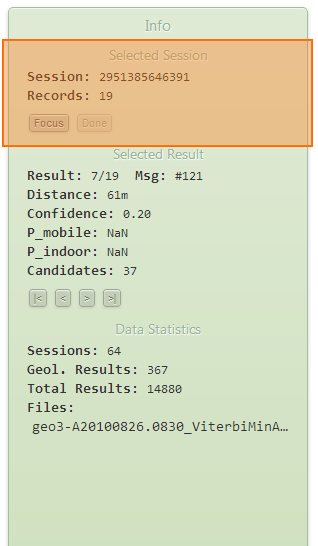 Info
Selected Session
Session: 2951385646391
Records: 19
Focus Done
Selected Result
Result: 7/19 Msg: #121
Distance: 61m
Confidence: 0.20
P_mobile: NaN
P_indoor: NaN
Candidates: 37
|< < > >|
Data Statistics
Sessions: 64
Geol. Results: 367
Total Results: 14880
Files:
geo3-A20100826.0830_ViterbiMinA…